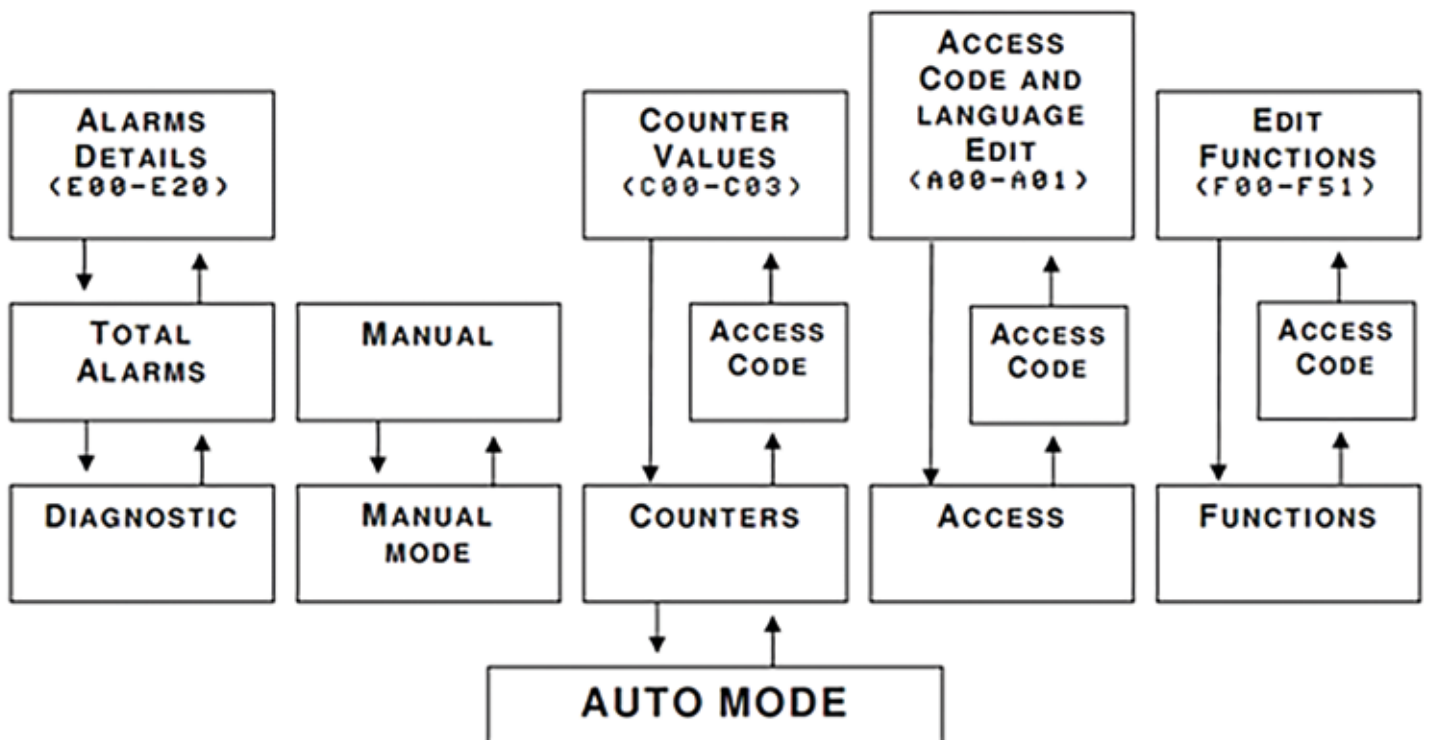 ACCESS
CODE AND
LANGUAGE
EDIT
(A00-A01)
ALARMS
DETAILS
(E00-E20)
COUNTER
VALUES
(C00-C03)
EDIT
FUNCTIONS
(F00-F51)
TOTAL
ALARMS
MANUAL
ACCESS
CODE
ACCESS
CODE
ACCESS
CODE
DIAGNOSTIC
MANUAL
MODE
COUNTERS
ACCESS
FUNCTIONS
AUTO MODE